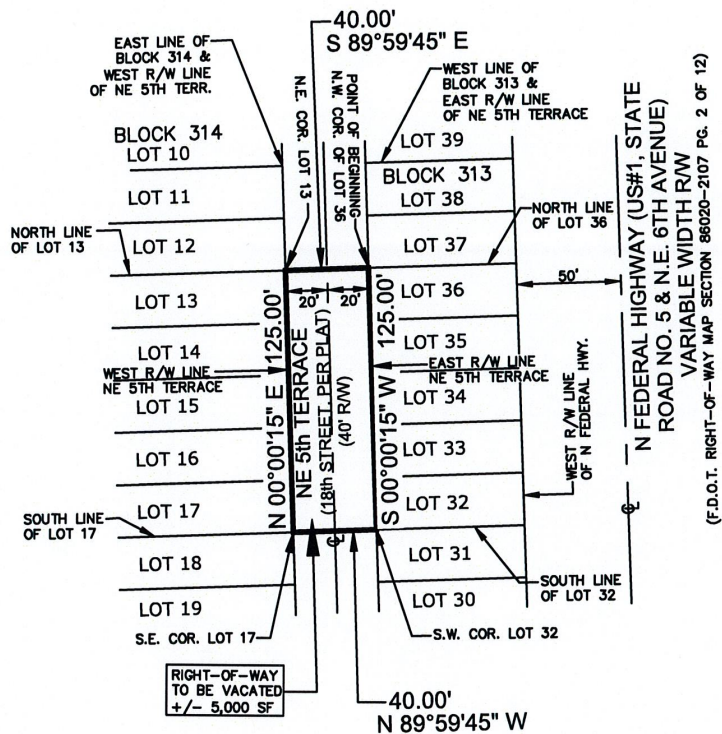 40.00'
S 89°59'45" E
EAST LINE OF
BLOCK 314 &
WEST R/W LINE
OF NE 5TH TERR.
WEST LINE OF
BLOCK 313 &
EAST R/W LINE
OF NE 5TH TERRACE
N.E. COR. LOT 13
POINT OF BEGINNING
N.W. COR. OF LOT 36
BLOCK 314
LOT 10
LOT 11
LOT 12
NORTH LINE
OF LOT 13
LOT 13
LOT 14
WEST R/W LINE
NE 5TH TERRACE
LOT 15
LOT 16
LOT 17
SOUTH LINE
OF LOT 17
LOT 18
LOT 19
N 00°00'15" E 125.00'
20'
20'
NE 5th TERRACE
(18th STREET. PER PLAT)
(40' R/W)
℄
S 00°00'15" W 125.00'
LOT 39
BLOCK 313
LOT 38
NORTH LINE
OF LOT 36
LOT 37
LOT 36
LOT 35
EAST R/W LINE
NE 5TH TERRACE
LOT 34
LOT 33
LOT 32
LOT 31
SOUTH LINE
OF LOT 32
LOT 30
50'
WEST R/W LINE
OF N FEDERAL HWY.
℄
N FEDERAL HIGHWAY (US#1, STATE
ROAD NO. 5 & N.E. 6TH AVENUE)
VARIABLE WIDTH R/W
(F.D.O.T. RIGHT-OF-WAY MAP SECTION 86020-2107 PG. 2 OF 12)
S.E. COR. LOT 17
S.W. COR. LOT 32
RIGHT-OF-WAY
TO BE VACATED
+/- 5,000 SF
40.00'
N 89°59'45" W